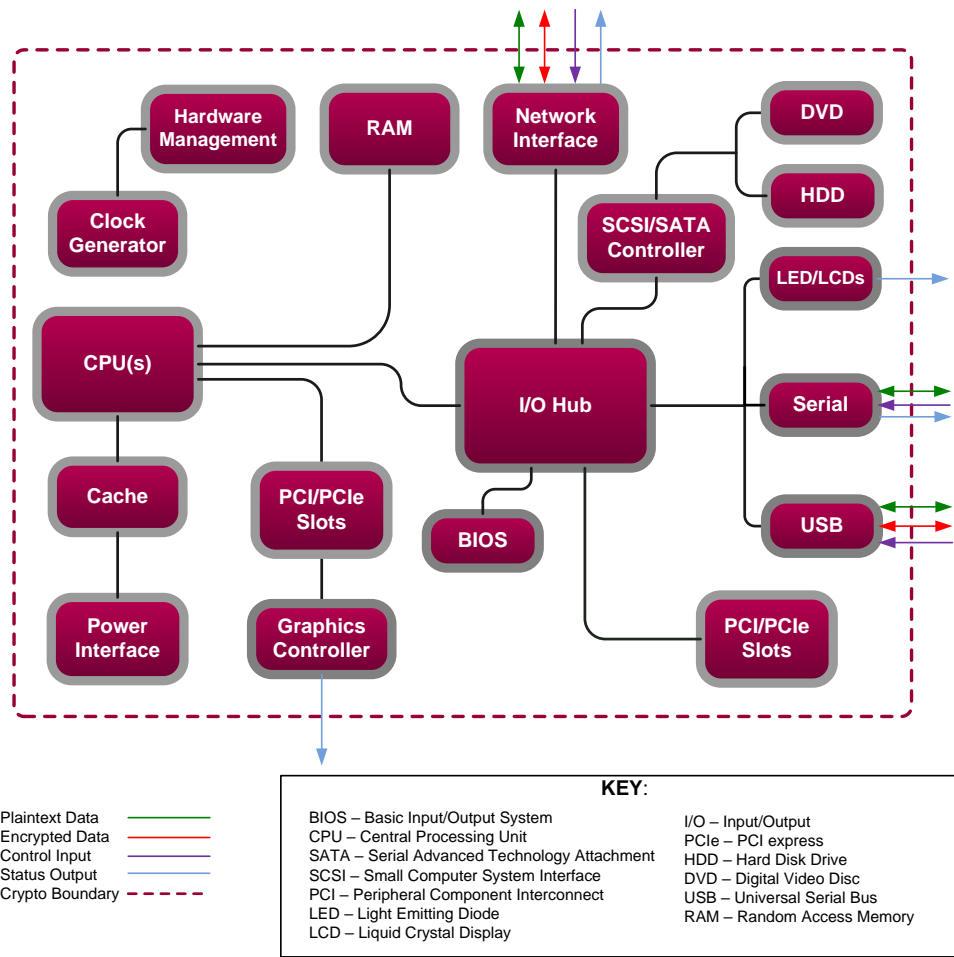 Hardware
Management
RAM
Network
Interface
DVD
HDD
Clock
Generator
SCSI/SATA
Controller
LED/LCDs
CPU(s)
I/O Hub
Serial
Cache
PCI/PCIe
Slots
BIOS
USB
Power
Interface
Graphics
Controller
PCI/PCIe
Slots
Plaintext Data
Encrypted Data
Control Input
Status Output
Crypto Boundary
KEY:
BIOS – Basic Input/Output System
CPU – Central Processing Unit
SATA – Serial Advanced Technology Attachment
SCSI – Small Computer System Interface
PCI – Peripheral Component Interconnect
LED – Light Emitting Diode
LCD – Liquid Crystal Display
I/O – Input/Output
PCIe – PCI express
HDD – Hard Disk Drive
DVD – Digital Video Disc
USB – Universal Serial Bus
RAM – Random Access Memory